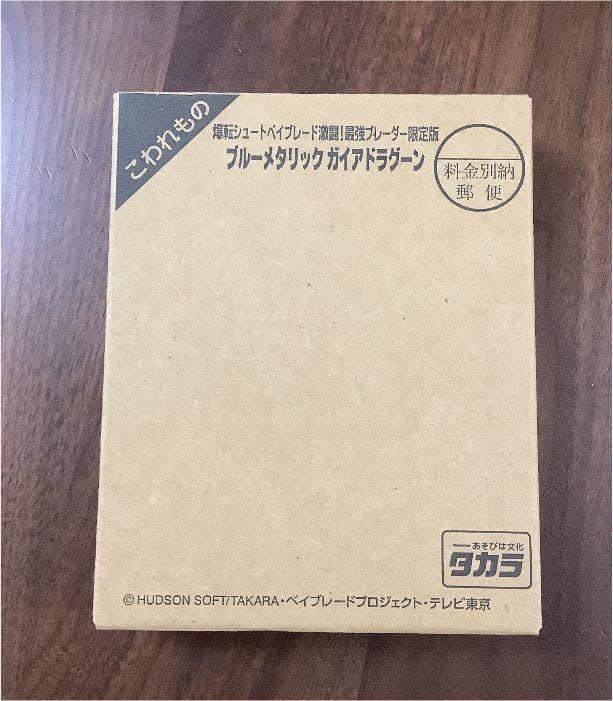 こわれもの
爆転シュートベイブレード激闘!最強ブレーダー限定版
ブルーメタリック ガイアドラグーン
料金別納
郵便
あそびは文化
タカラ
© HUDSON SOFT/TAKARA・ベイブレードプロジェクト・テレビ東京